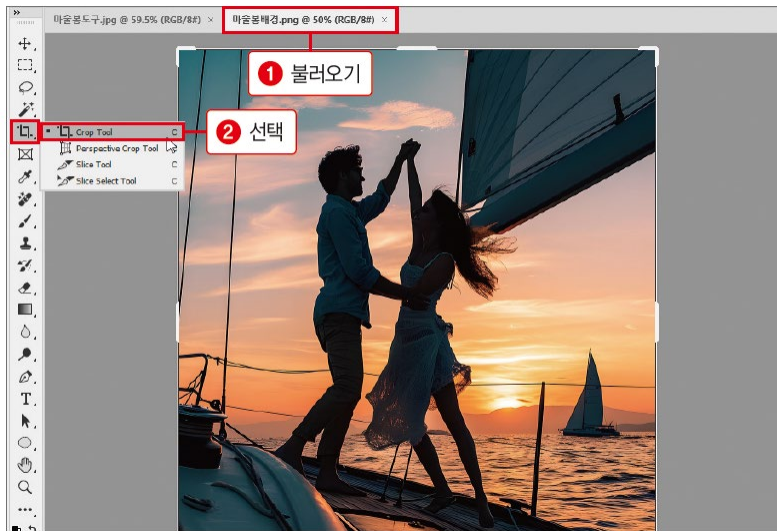 마술봉도구.jpg @ 59.5% (RGB/8#) ×
마술봉배경.png @ 50% (RGB/8#) ×
1 불러오기
Crop Tool C
2 선택
Perspective Crop Tool C
Slice Tool C
Slice Select Tool C